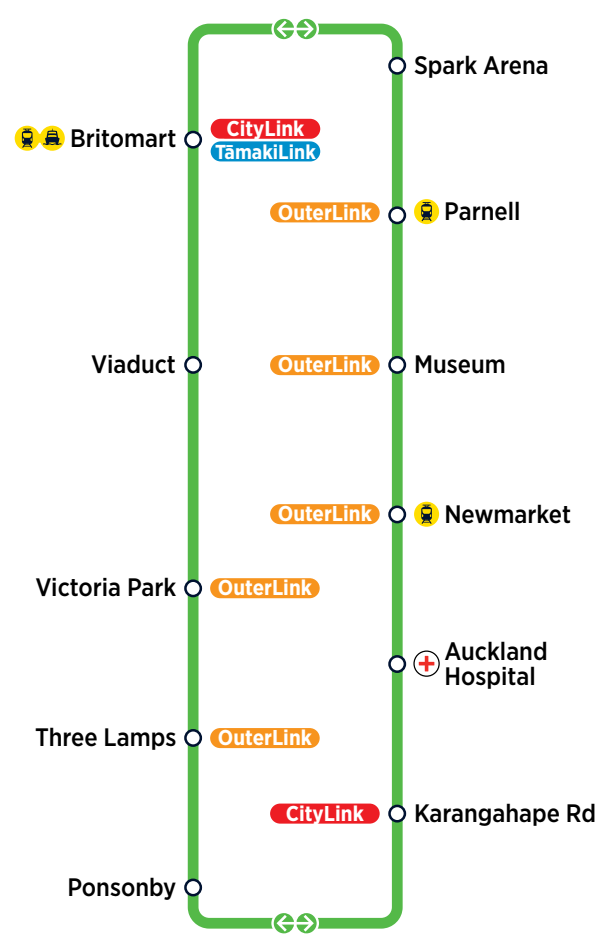 Spark Arena
Britomart
CityLink
TāmakiLink
OuterLink
Parnell
Viaduct
OuterLink
Museum
OuterLink
Newmarket
Victoria Park
OuterLink
Auckland
Hospital
Three Lamps
OuterLink
CityLink
Karangahape Rd
Ponsonby